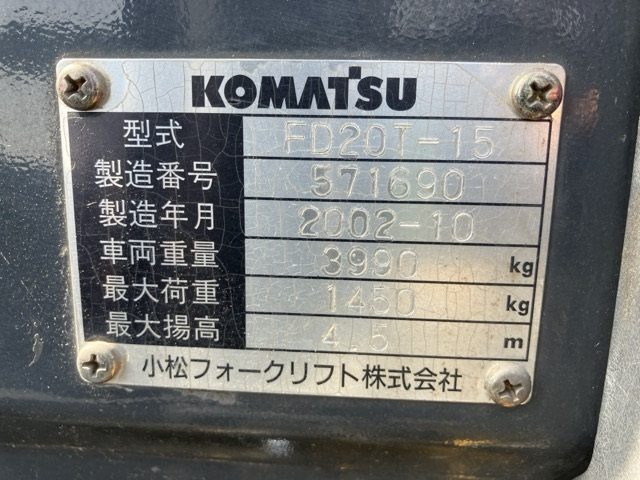 KOMATSU
型式 FD20T-15
製造番号 571690
製造年月 2002-10
車両重量 3990 kg
最大荷重 1450 kg
最大揚高 4.5 m
小松フォークリフト株式会社